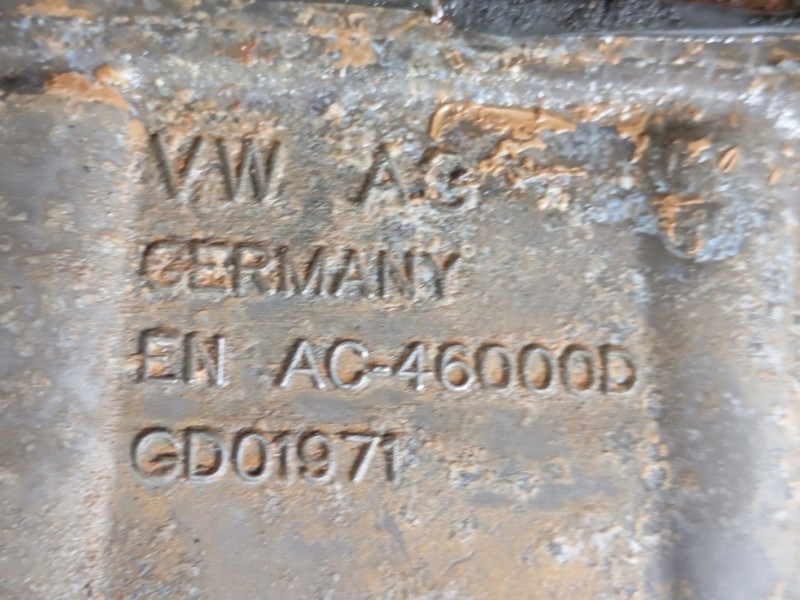 VW AG
GERMANY
EN AC-46000D
GD01971